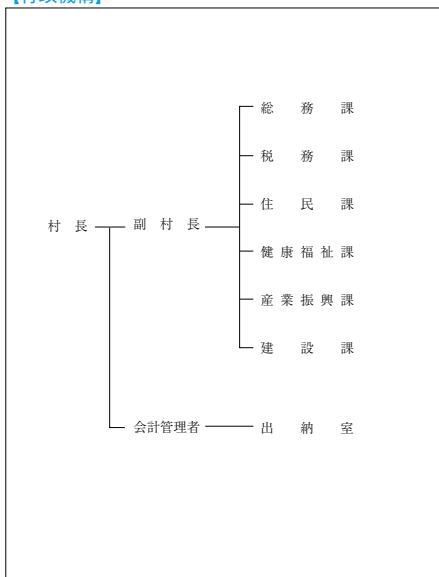 【行政機構】
総務課
税務課
住民課
村長
副村長
健康福祉課
産業振興課
建設課
会計管理者
出納室